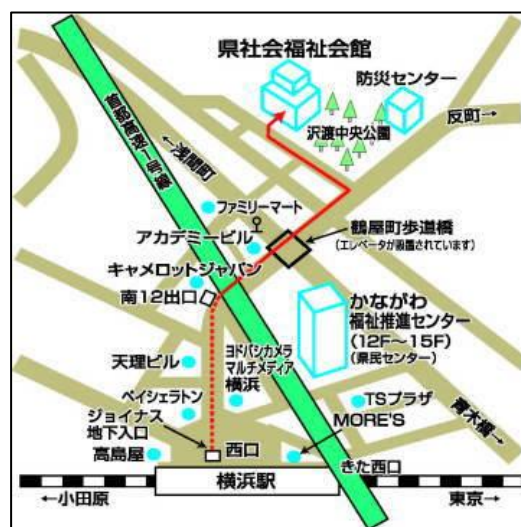 県社会福祉会館
防災センター
沢渡中央公園
反町→
首都高速一横羽線
←浅間町
ファミリーマート
アカデミービル
鶴屋町歩道橋
(エレベータが設置されています)
キャメロットジャパン
南12出口
かながわ
福祉推進センター
(12F〜15F)
(県民センター)
天理ビル
ヨドバシカメラ
マルチメディア
横浜
ベイシェラトン
ジョイナス
地下入口
TSプラザ
MORE'S
青木橋→
高島屋
西口
きた西口
横浜駅
←小田原
東京→